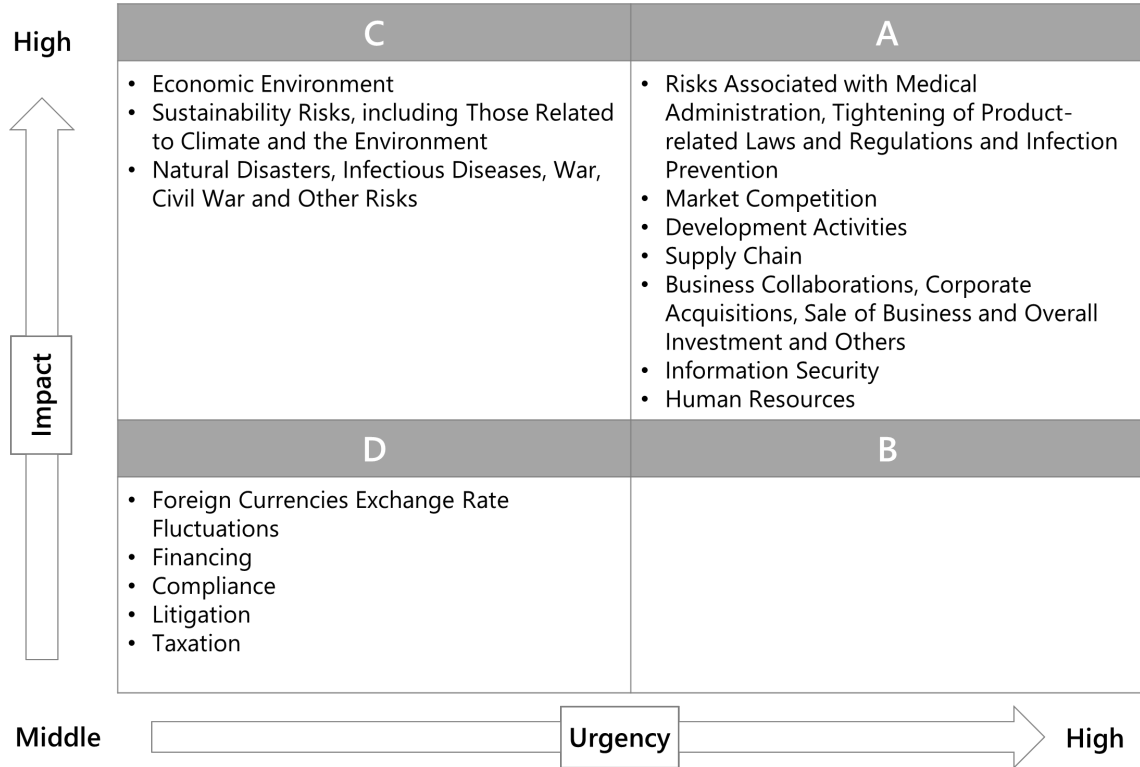 High
C
• Economic Environment
• Sustainability Risks, including Those Related
to Climate and the Environment
• Natural Disasters, Infectious Diseases, War,
Civil War and Other Risks
A
• Risks Associated with Medical
Administration, Tightening of Product-
related Laws and Regulations and Infection
Prevention
• Market Competition
• Development Activities
• Supply Chain
• Business Collaborations, Corporate
Acquisitions, Sale of Business and Overall
Investment and Others
• Information Security
• Human Resources
Impact
D
• Foreign Currencies Exchange Rate
Fluctuations
• Financing
• Compliance
• Litigation
• Taxation
B
Middle
Urgency
High